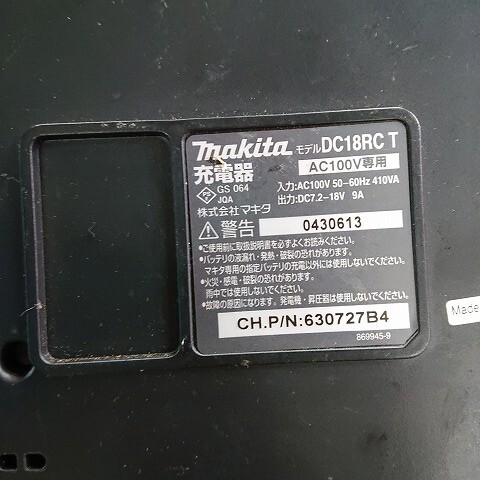 makita モデル DC18RC T
充電器 AC100V専用
PS E GS 064 JQA
入力:AC100V 50-60Hz 410VA
出力:DC7.2-18V 9A
株式会社マキタ
警告 0430613
•ご使用前に取扱説明書を必ずよくお読みください。
•バッテリの液漏れ・発熱・破裂の恐れがあります。
マキタ専用の指定バッテリの充電以外には使用しないでください。
•火災・感電・破裂の恐れがあります。
雨中では使用しないでください。
•故障の原因になります。発電機・昇圧器は使用しないでください。
CH.P/N:630727B4
869945-9
Made